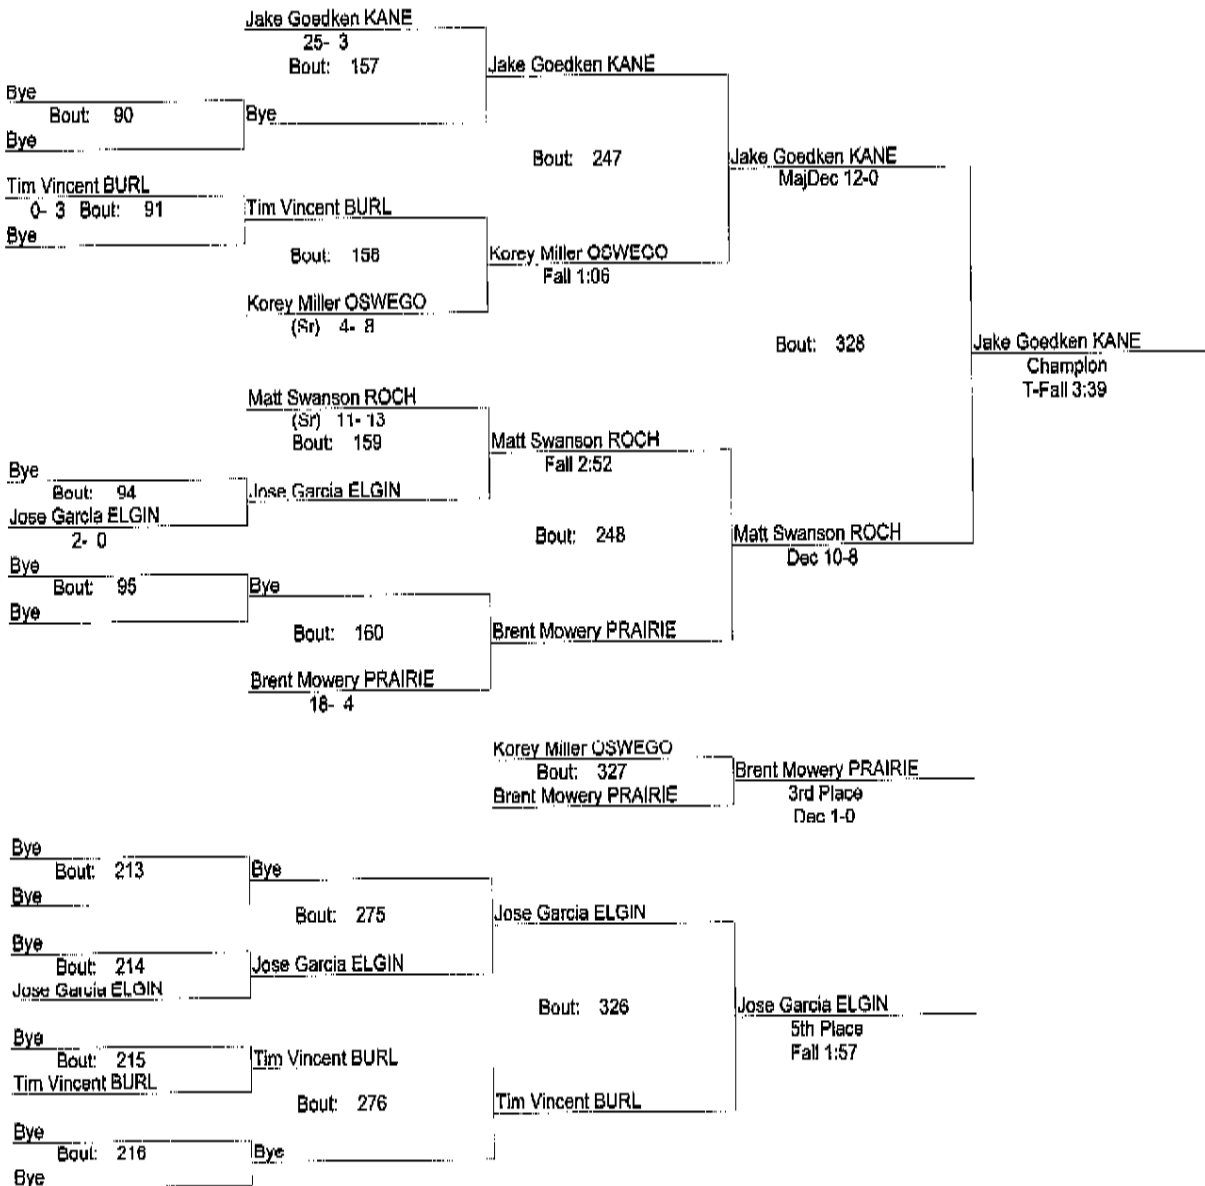 Jake Goedken KANE
25- 3
Bout: 157
Jake Goedken KANE
Bye
Bout: 90
Bye
Bye
Bout: 247
Jake Goedken KANE
MajDec 12-0
Tim Vincent BURL
0- 3 Bout: 91
Tim Vincent BURL
Bye
Bout: 158
Korey Miller OSWEGO
Fall 1:06
Korey Miller OSWEGO
(Sr) 4- 8
Bout: 328
Jake Goedken KANE
Champion
T-Fall 3:39
Matt Swanson ROCH
(Sr) 11- 13
Bout: 159
Matt Swanson ROCH
Fall 2:52
Bye
Bout: 94
Jose Garcia ELGIN
Jose Garcia ELGIN
2- 0
Bout: 248
Matt Swanson ROCH
Dec 10-8
Bye
Bout: 95
Bye
Bye
Bout: 160
Brent Mowery PRAIRIE
Brent Mowery PRAIRIE
18- 4
Korey Miller OSWEGO
Bout: 327
Brent Mowery PRAIRIE
Brent Mowery PRAIRIE
3rd Place
Dec 1-0
Bye
Bout: 213
Bye
Bye
Bout: 275
Jose Garcia ELGIN
Bye
Bout: 214
Jose Garcia ELGIN
Jose Garcia ELGIN
Bout: 326
Jose Garcia ELGIN
5th Place
Fall 1:57
Bye
Bout: 215
Tim Vincent BURL
Tim Vincent BURL
Bout: 276
Tim Vincent BURL
Bye
Bout: 216
Bye
Bye